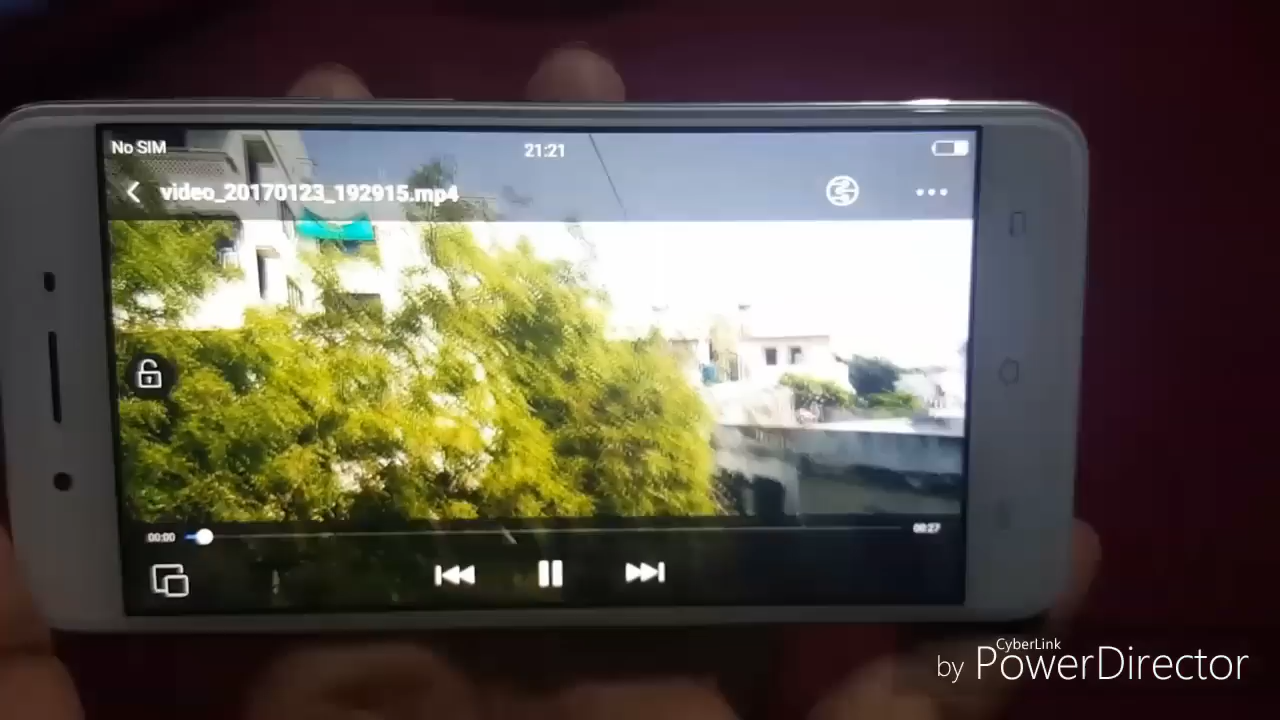 No SIM
21:21
video_20170123_192915.mp4
00:00
00:27
CyberLink
by PowerDirector